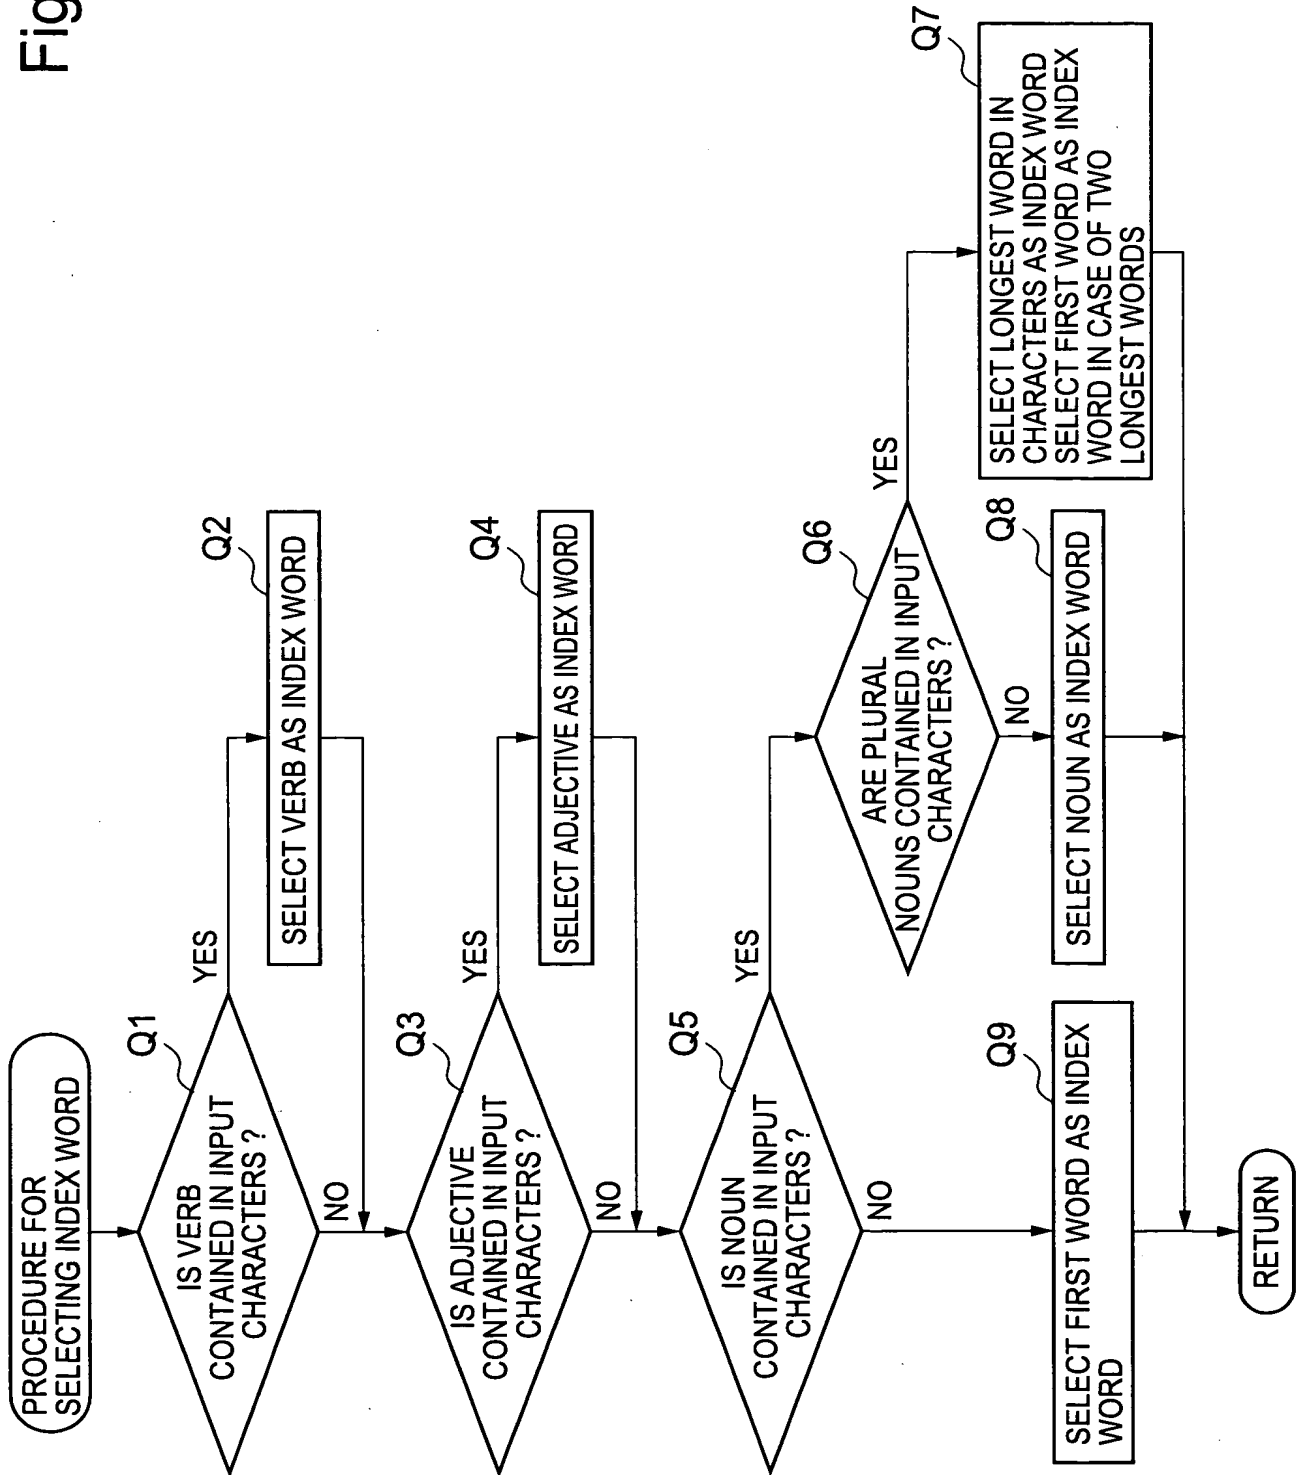 Fig
PROCEDURE FOR
SELECTING INDEX WORD
Q1
IS VERB
CONTAINED IN INPUT
CHARACTERS ?
YES
NO
Q2
SELECT VERB AS INDEX WORD
Q3
IS ADJECTIVE
CONTAINED IN INPUT
CHARACTERS ?
YES
NO
Q4
SELECT ADJECTIVE AS INDEX WORD
Q5
IS NOUN
CONTAINED IN INPUT
CHARACTERS ?
YES
NO
Q6
ARE PLURAL
NOUNS CONTAINED IN INPUT
CHARACTERS ?
YES
NO
Q7
SELECT LONGEST WORD IN
CHARACTERS AS INDEX WORD
SELECT FIRST WORD AS INDEX
WORD IN CASE OF TWO
LONGEST WORDS
Q8
SELECT NOUN AS INDEX WORD
Q9
SELECT FIRST WORD AS INDEX
WORD
RETURN